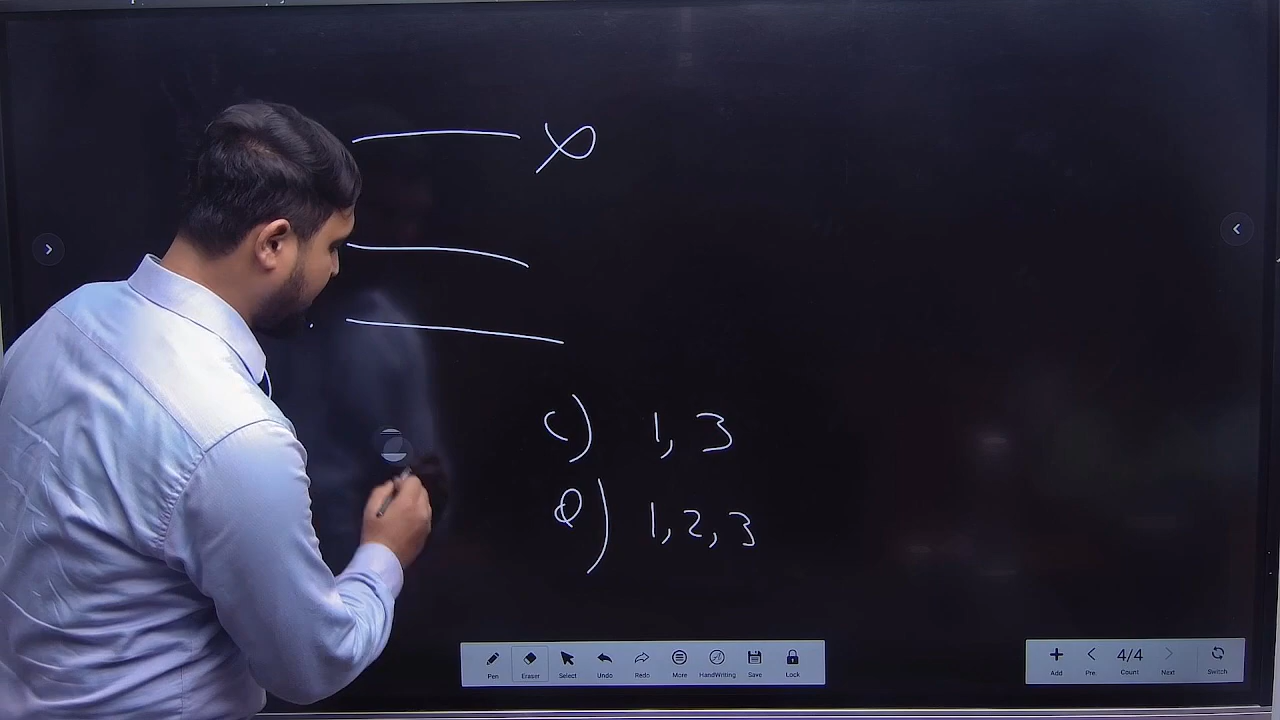 c) 1, 3
D) 1, 2, 3
Pen Eraser Select Undo Redo More HandWriting Save Lock
4/4
Add Pre Count Next Switch